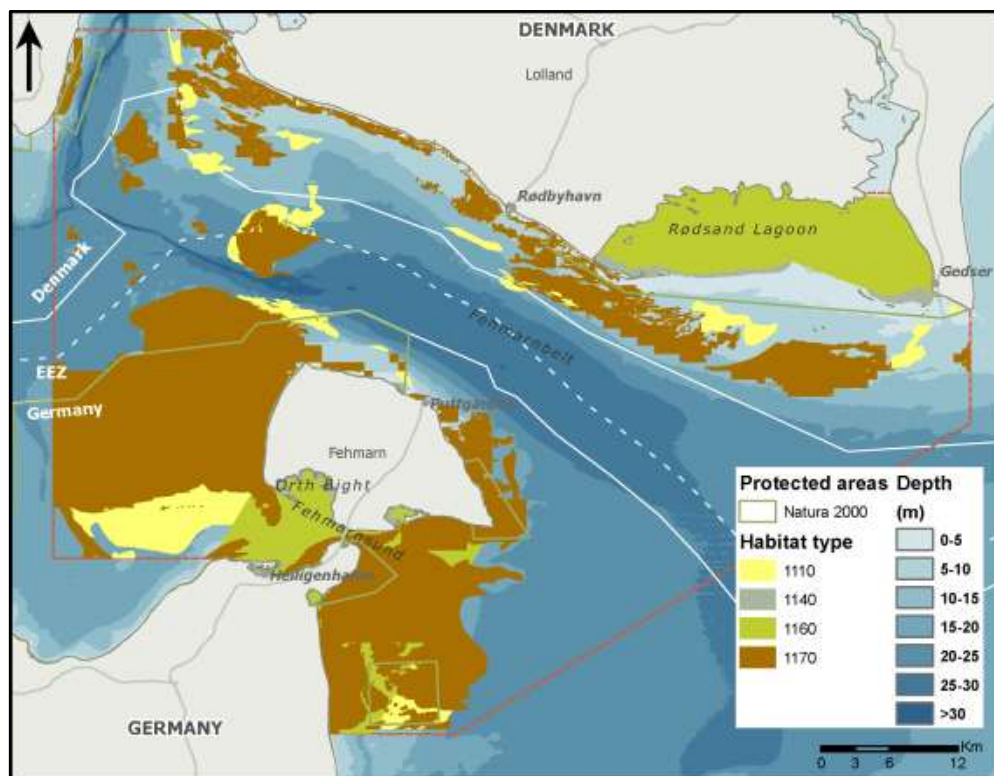 DENMARK
Lolland
Rødbyhavn
Rødsand Lagoon
Gedser
Denmark
EEZ
Germany
Fehmarnbelt
Puttgarden
Fehmarn
Orth Bight
Fehmarnsund
Heiligenhafen
GERMANY
Protected areas
Natura 2000
Habitat type
1110
1140
1160
1170
Depth
(m)
0-5
5-10
10-15
15-20
20-25
25-30
>30
Km
0 3 6 12